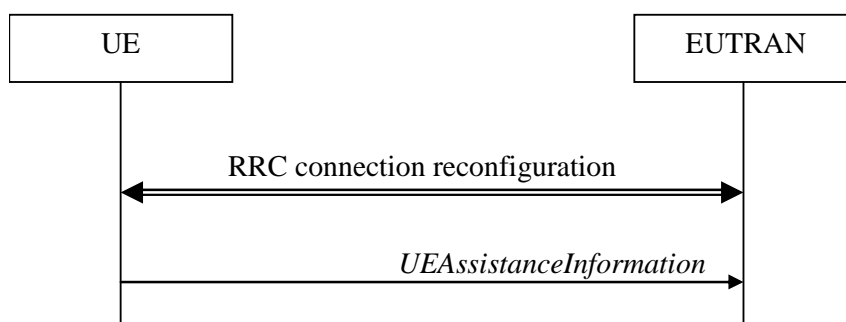 UE
EUTRAN
RRC connection reconfiguration
UEAssistanceInformation